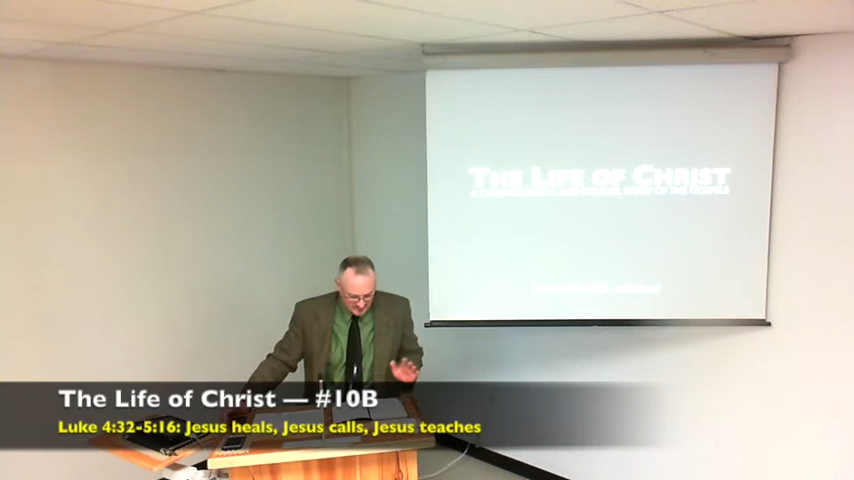 THE LIFE OF CHRIST
The Life of Christ — #10B
Luke 4:32-5:16: Jesus heals, Jesus calls, Jesus teaches